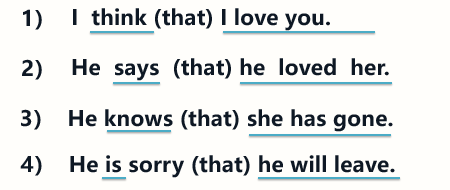 1) I think (that) I love you.
2) He says (that) he loved her.
3) He knows (that) she has gone.
4) He is sorry (that) he will leave.